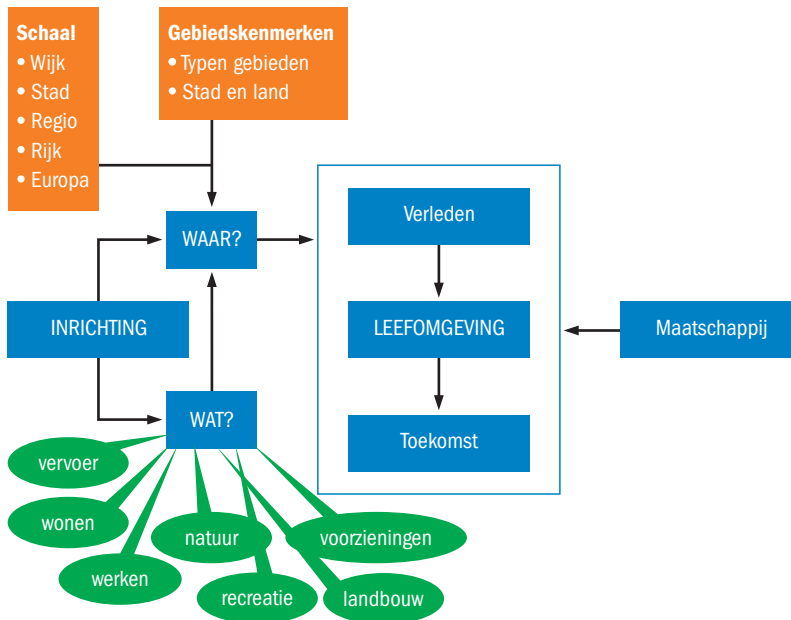 Schaal
• Wijk
• Stad
• Regio
• Rijk
• Europa
Gebiedskenmerken
• Typen gebieden
• Stad en land
WAAR?
Verleden
INRICHTING
LEEFOMGEVING
Maatschappij
WAT?
Toekomst
vervoer
wonen
werken
natuur
recreatie
voorzieningen
landbouw